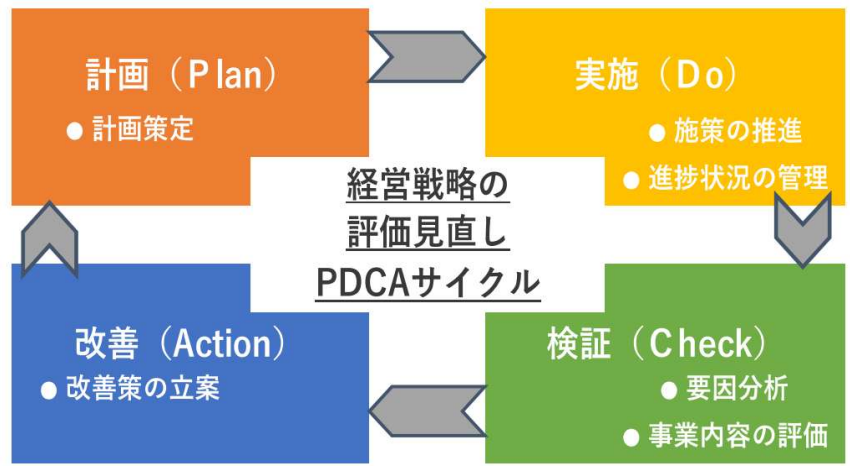 計画（Plan）
● 計画策定
実施（Do）
● 施策の推進
● 進捗状況の管理
経営戦略の
評価見直し
PDCAサイクル
改善（Action）
● 改善策の立案
検証（Check）
● 要因分析
● 事業内容の評価